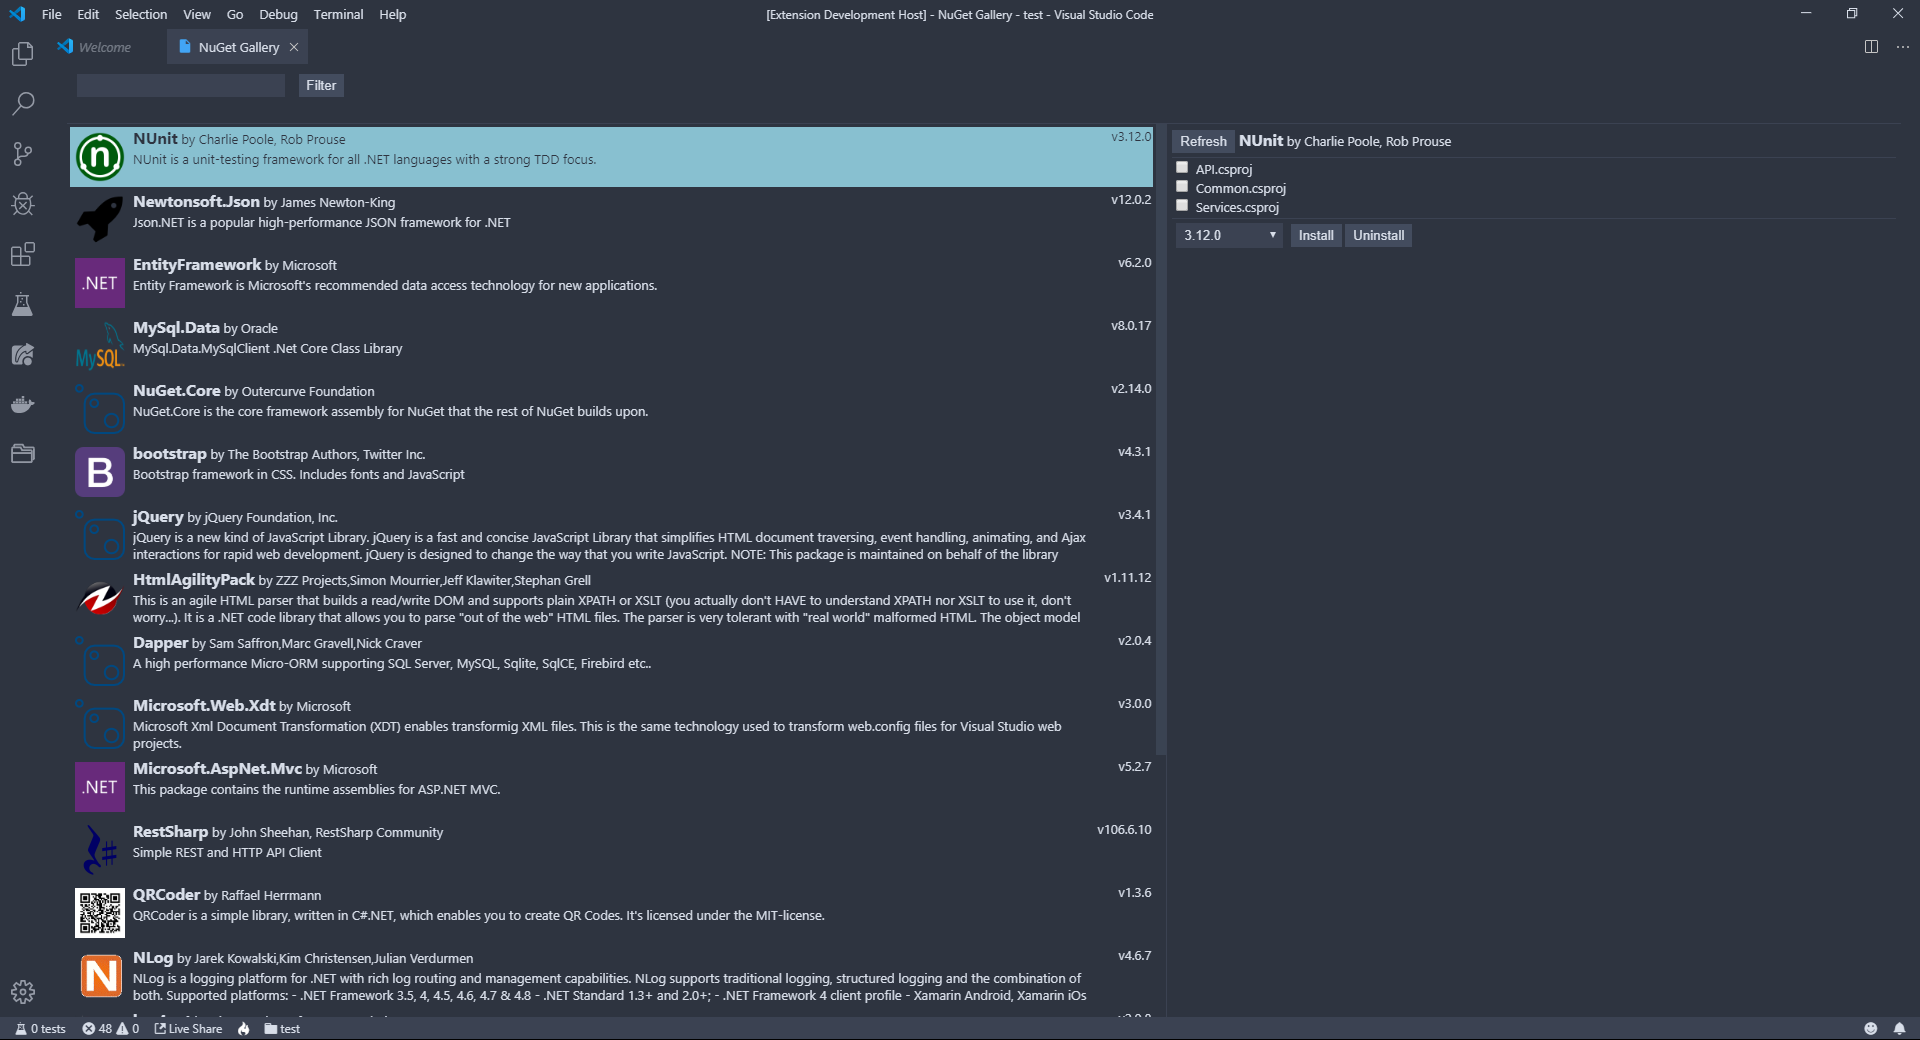 File Edit Selection View Go Debug Terminal Help
[Extension Development Host] - NuGet Gallery - test - Visual Studio Code
Welcome
NuGet Gallery
Filter
NUnit by Charlie Poole, Rob Prouse
v3.12.0
NUnit is a unit-testing framework for all .NET languages with a strong TDD focus.
Newtonsoft.Json by James Newton-King
v12.0.2
Json.NET is a popular high-performance JSON framework for .NET
.NET
EntityFramework by Microsoft
v6.2.0
Entity Framework is Microsoft's recommended data access technology for new applications.
MySQL
MySql.Data by Oracle
v8.0.17
MySql.Data.MySqlClient .Net Core Class Library
NuGet.Core by Outercurve Foundation
v2.14.0
NuGet.Core is the core framework assembly for NuGet that the rest of NuGet builds upon.
B
bootstrap by The Bootstrap Authors, Twitter Inc.
v4.3.1
Bootstrap framework in CSS. Includes fonts and JavaScript
jQuery by jQuery Foundation, Inc.
v3.4.1
jQuery is a new kind of JavaScript Library. jQuery is a fast and concise JavaScript Library that simplifies HTML document traversing, event handling, animating, and Ajax
interactions for rapid web development. jQuery is designed to change the way that you write JavaScript. NOTE: This package is maintained on behalf of the library
HtmlAgilityPack by ZZZ Projects,Simon Mourrier,Jeff Klawiter,Stephan Grell
v1.11.12
This is an agile HTML parser that builds a read/write DOM and supports plain XPATH or XSLT (you actually don't HAVE to understand XPATH nor XSLT to use it, don't
worry...). It is a .NET code library that allows you to parse "out of the web" HTML files. The parser is very tolerant with "real world" malformed HTML. The object model
Dapper by Sam Saffron,Marc Gravell,Nick Craver
v2.0.4
A high performance Micro-ORM supporting SQL Server, MySQL, Sqlite, SqlCE, Firebird etc..
Microsoft.Web.Xdt by Microsoft
v3.0.0
Microsoft Xml Document Transformation (XDT) enables transformig XML files. This is the same technology used to transform web.config files for Visual Studio web
projects.
.NET
Microsoft.AspNet.Mvc by Microsoft
v5.2.7
This package contains the runtime assemblies for ASP.NET MVC.
RestSharp by John Sheehan, RestSharp Community
v106.6.10
Simple REST and HTTP API Client
QRCoder by Raffael Herrmann
v1.3.6
QRCoder is a simple library, written in C#.NET, which enables you to create QR Codes. It's licensed under the MIT-license.
N
NLog by Jarek Kowalski,Kim Christensen,Julian Verdurmen
v4.6.7
NLog is a logging platform for .NET with rich log routing and management capabilities. NLog supports traditional logging, structured logging and the combination of
both. Supported platforms: - .NET Framework 3.5, 4, 4.5, 4.6, 4.7 & 4.8 - .NET Standard 1.3+ and 2.0+; - .NET Framework 4 client profile - Xamarin Android, Xamarin iOs
Refresh NUnit by Charlie Poole, Rob Prouse
API.csproj
Common.csproj
Services.csproj
3.12.0 Install Uninstall
0 tests 48 0 Live Share test